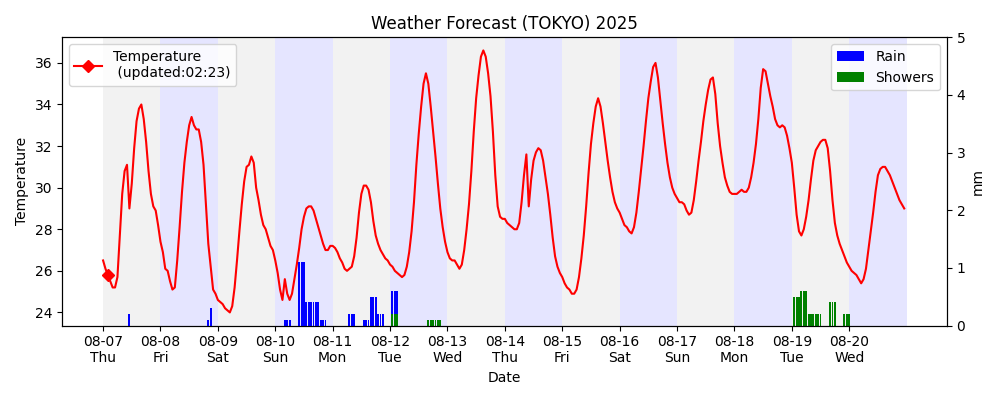 Weather Forecast (TOKYO) 2025
Temperature
(updated:02:23)
Rain
Showers
Temperature
36
34
32
30
28
26
24
5
4
3
2
1
0
mm
08-07 08-08 08-09 08-10 08-11 08-12 08-13 08-14 08-15 08-16 08-17 08-18 08-19 08-20
Thu Fri Sat Sun Mon Tue Wed Thu Fri Sat Sun Mon Tue Wed
Date